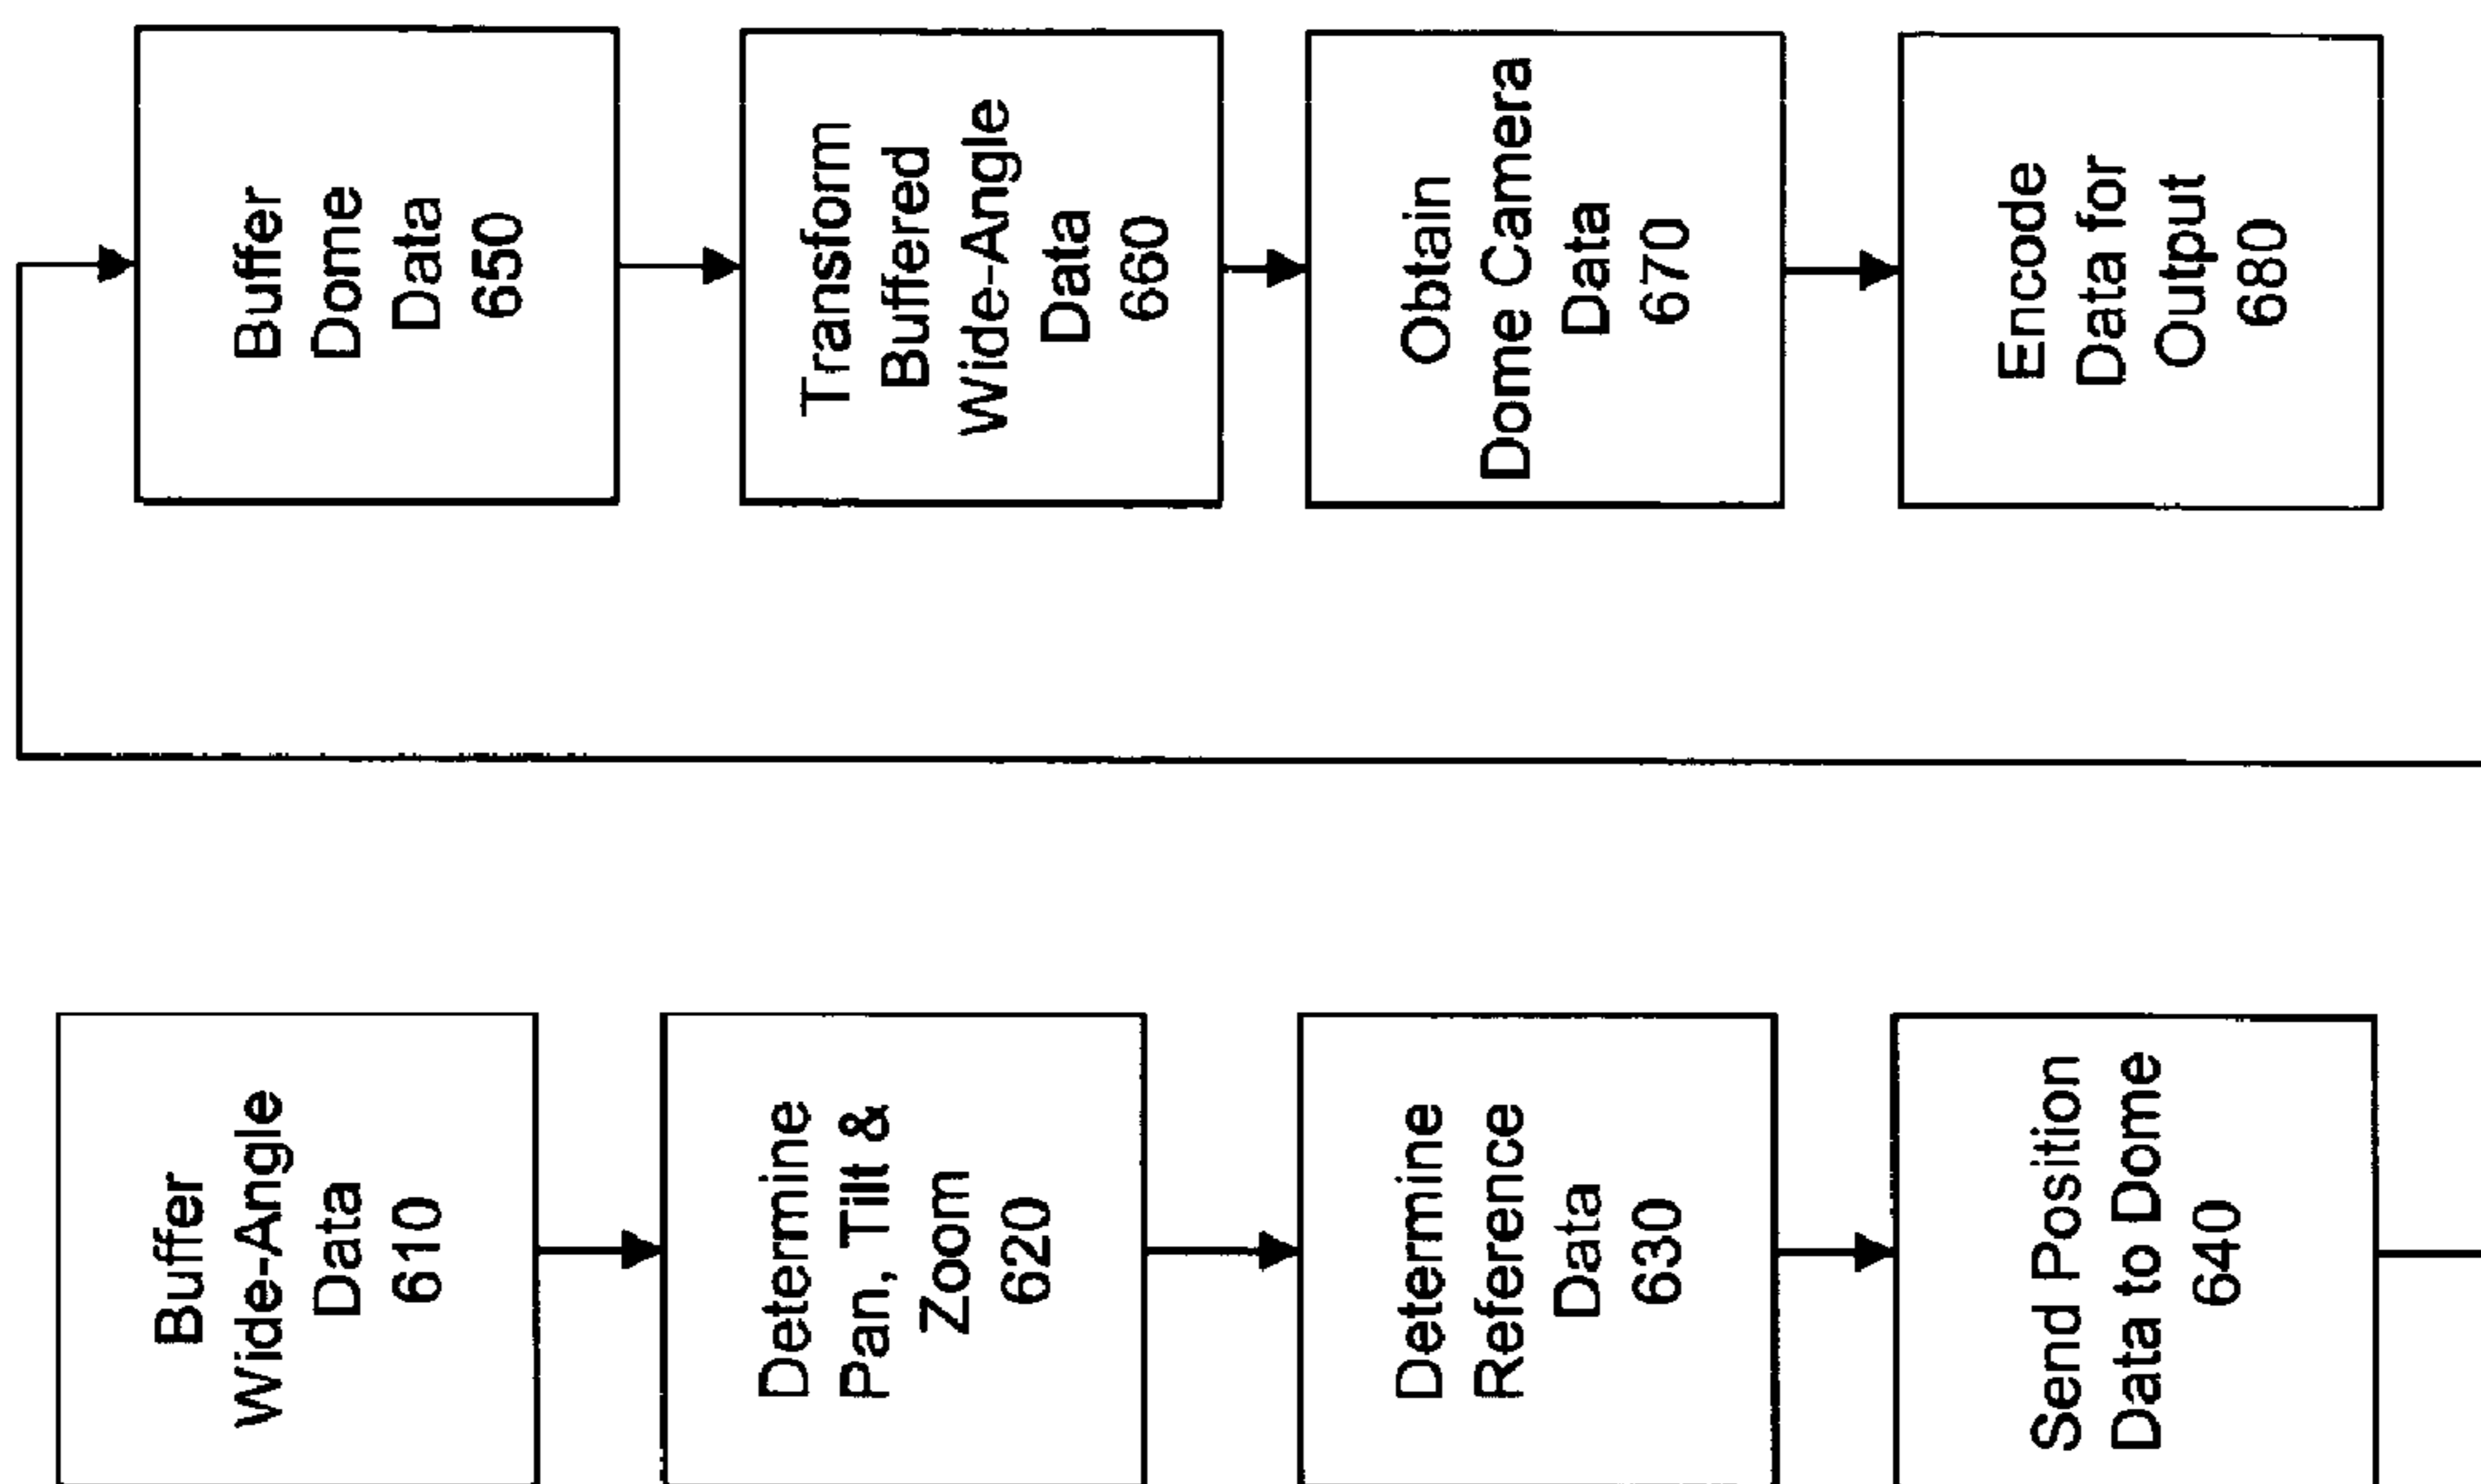 Buffer
Wide-Angle
Data
610
Determine
Pan, Tilt &
Zoom
620
Determine
Reference
Data
630
Send Position
Data to Dome
640
Buffer
Dome
Data
650
Transform
Buffered
Wide-Angle
Data
660
Obtain
Dome Camera
Data
670
Encode
Data for
Output
680